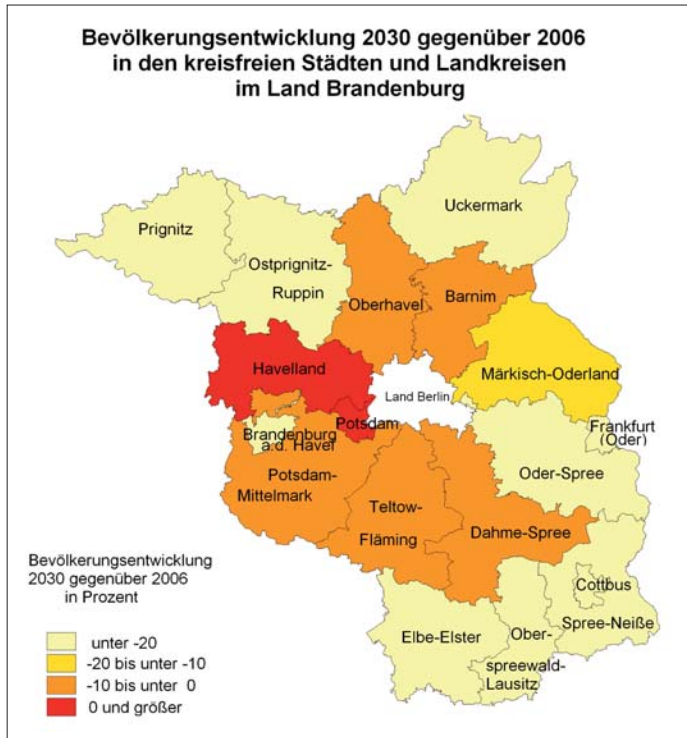 Bevölkerungsentwicklung 2030 gegenüber 2006
in den kreisfreien Städten und Landkreisen
im Land Brandenburg
Uckermark
Prignitz
Ostprignitz-
Ruppin
Oberhavel
Barnim
Havelland
Märkisch-Oderland
Land Berlin
Potsdam
Frankfurt
(Oder)
Brandenburg
a.d. Havel
Oder-Spree
Potsdam-
Mittelmark
Teltow-
Fläming
Dahme-Spree
Cottbus
Spree-Neiße
Elbe-Elster
Ober-
spreewald-
Lausitz
Bevölkerungsentwicklung
2030 gegenüber 2006
in Prozent
unter -20
-20 bis unter -10
-10 bis unter 0
0 und größer